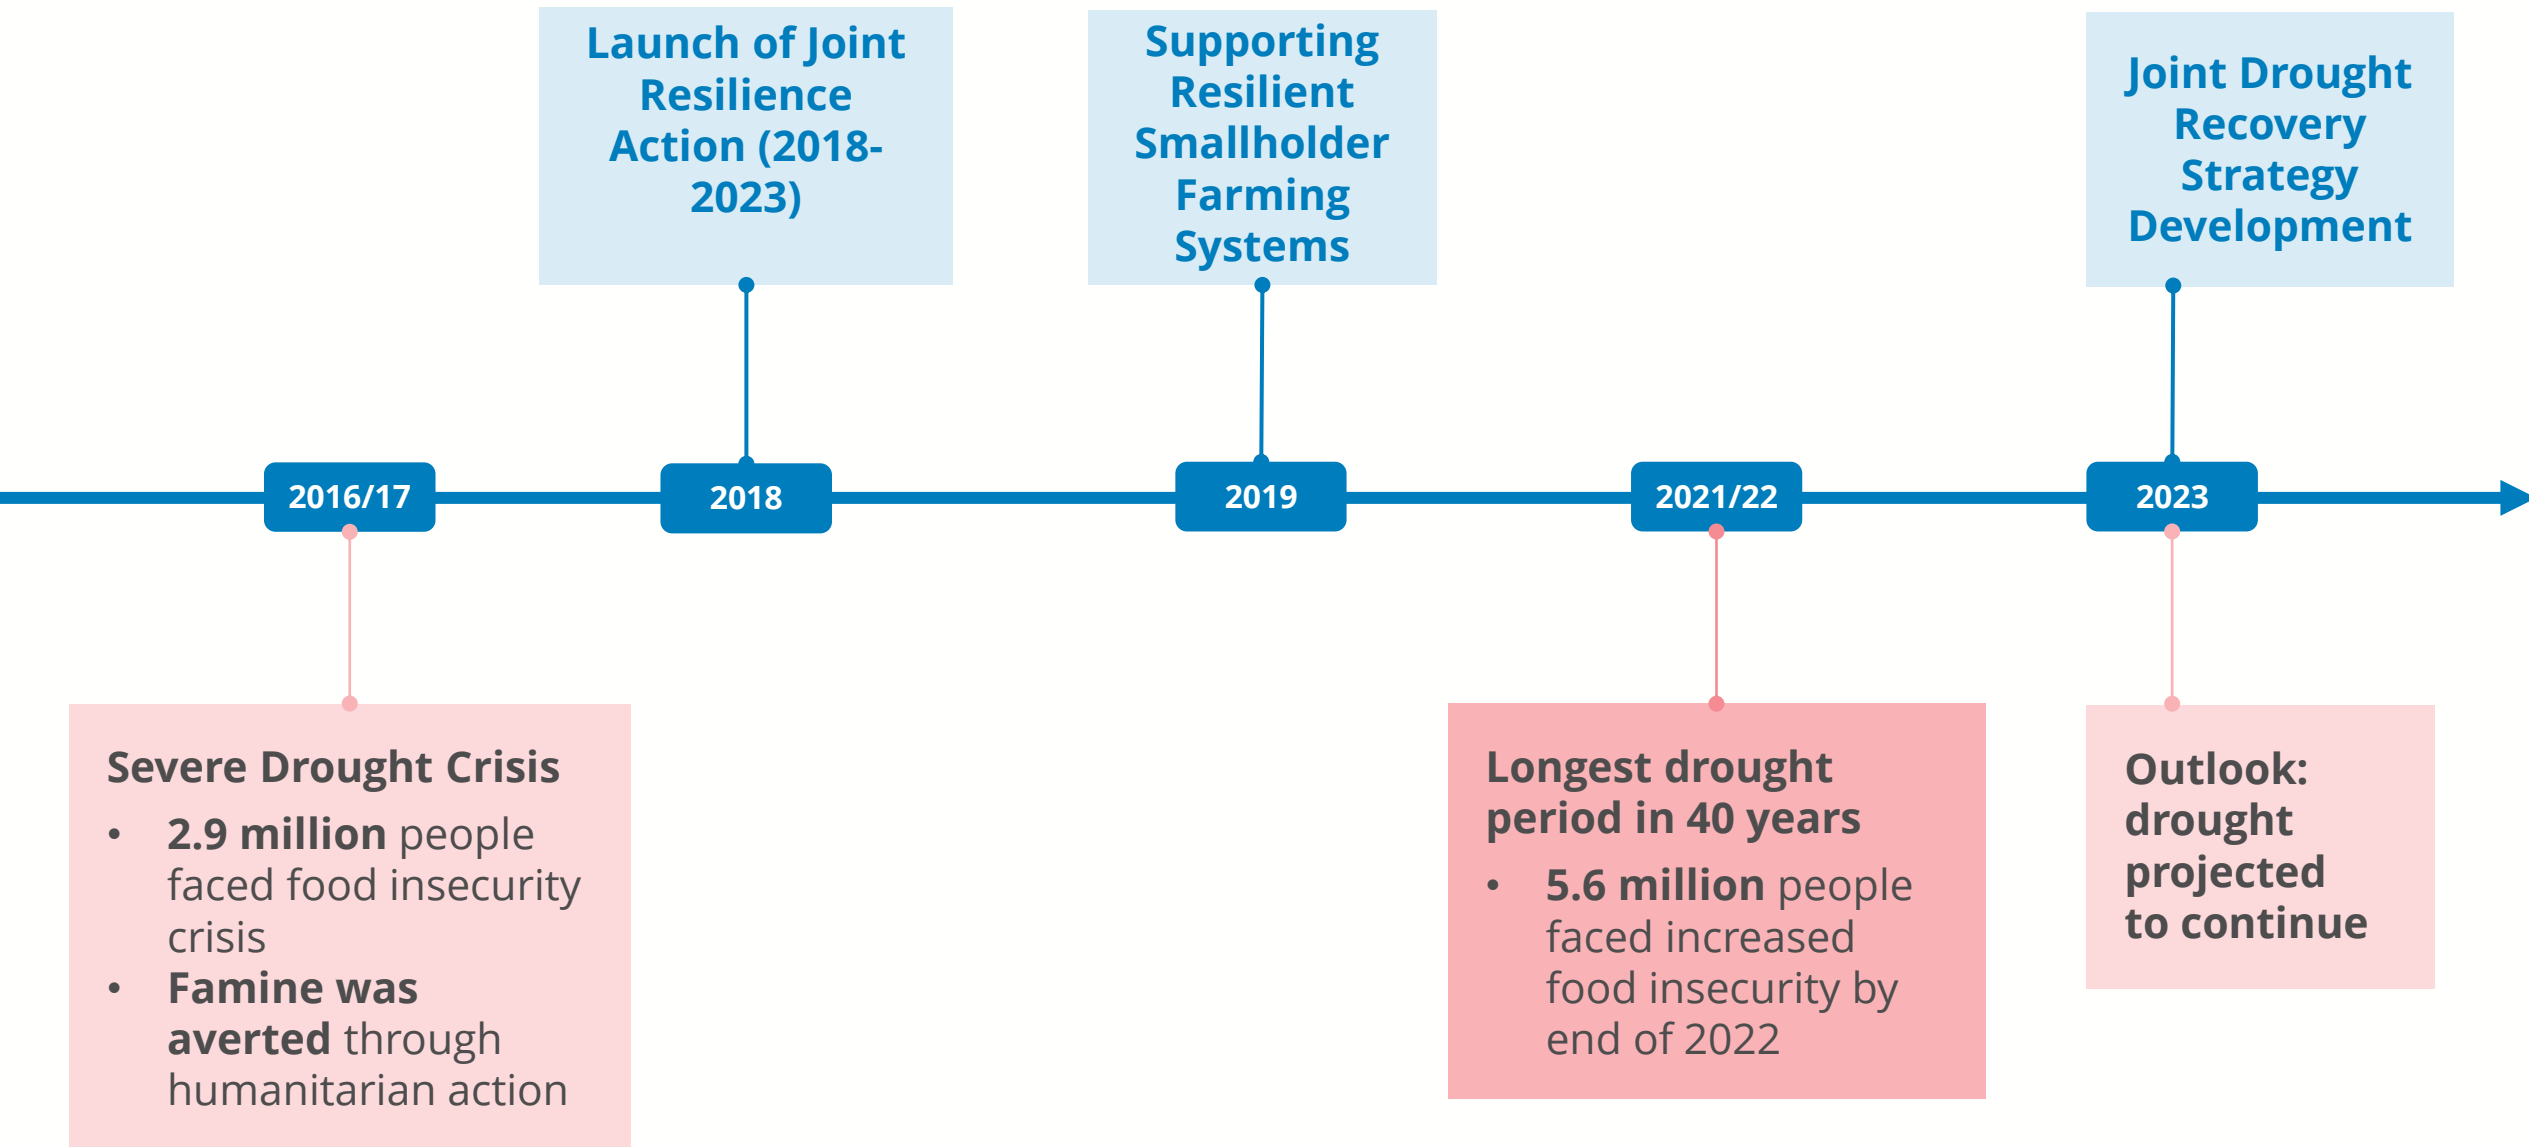 Launch of Joint
Resilience
Action (2018-
2023)
Supporting
Resilient
Smallholder
Farming
Systems
Joint Drought
Recovery
Strategy
Development
2016/17
2018
2019
2021/22
2023
Severe Drought Crisis
• 2.9 million people
faced food insecurity
crisis
• Famine was
averted through
humanitarian action
Longest drought
period in 40 years
• 5.6 million people
faced increased
food insecurity by
end of 2022
Outlook:
drought
projected
to continue